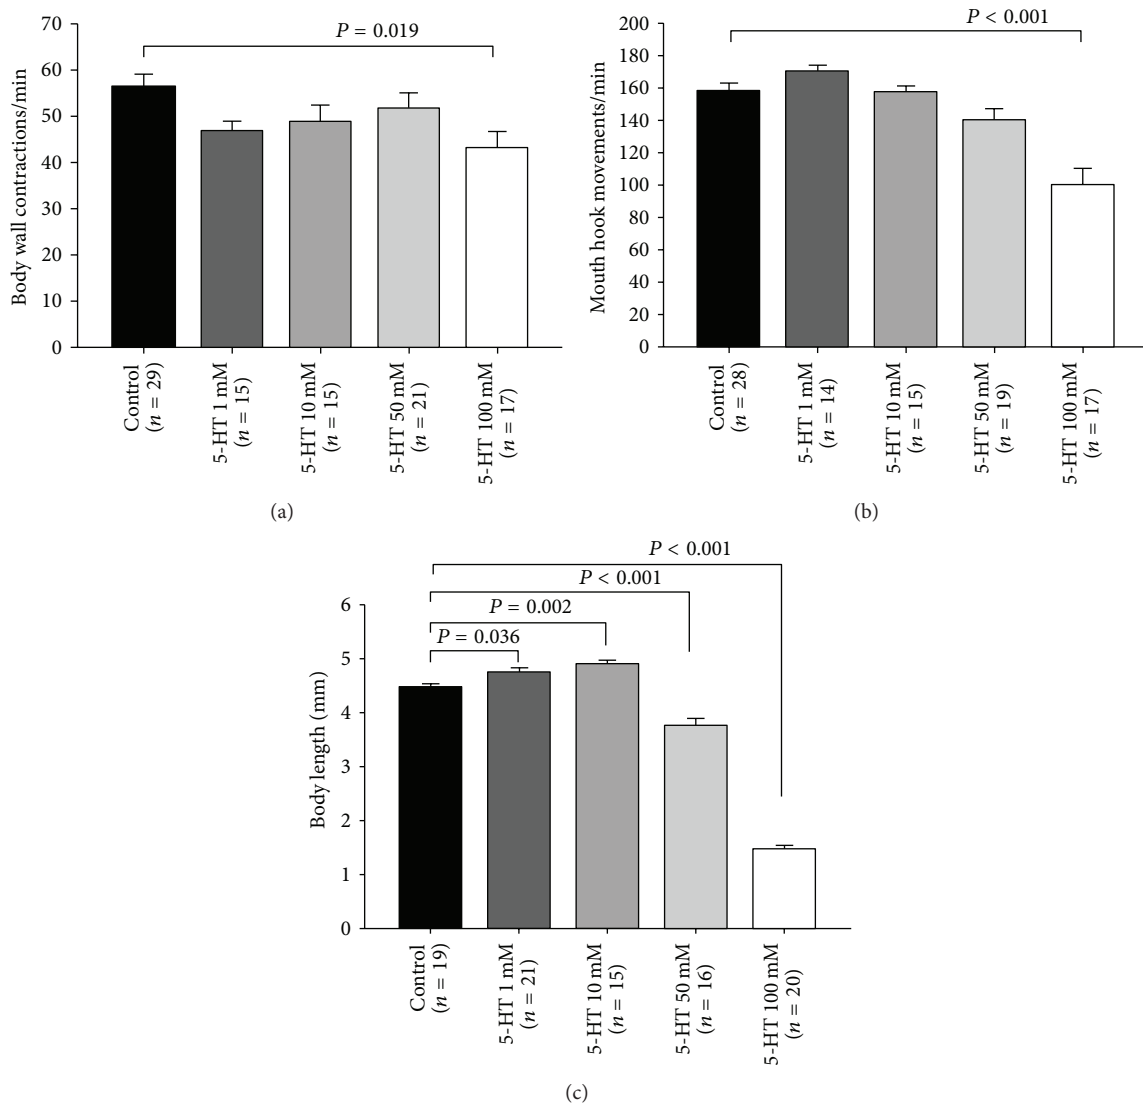 70
60
50
40
30
20
10
0
Body wall contractions/min
P = 0.019
Control
(n = 29)
5-HT 1 mM
(n = 15)
5-HT 10 mM
(n = 15)
5-HT 50 mM
(n = 21)
5-HT 100 mM
(n = 17)
(a)
200
180
160
140
120
100
80
60
40
20
0
Mouth hook movements/min
P < 0.001
Control
(n = 28)
5-HT 1 mM
(n = 14)
5-HT 10 mM
(n = 15)
5-HT 50 mM
(n = 19)
5-HT 100 mM
(n = 17)
(b)
6
5
4
3
2
1
0
Body length (mm)
P < 0.001
P < 0.001
P = 0.002
P = 0.036
Control
(n = 19)
5-HT 1 mM
(n = 21)
5-HT 10 mM
(n = 15)
5-HT 50 mM
(n = 16)
5-HT 100 mM
(n = 20)
(c)